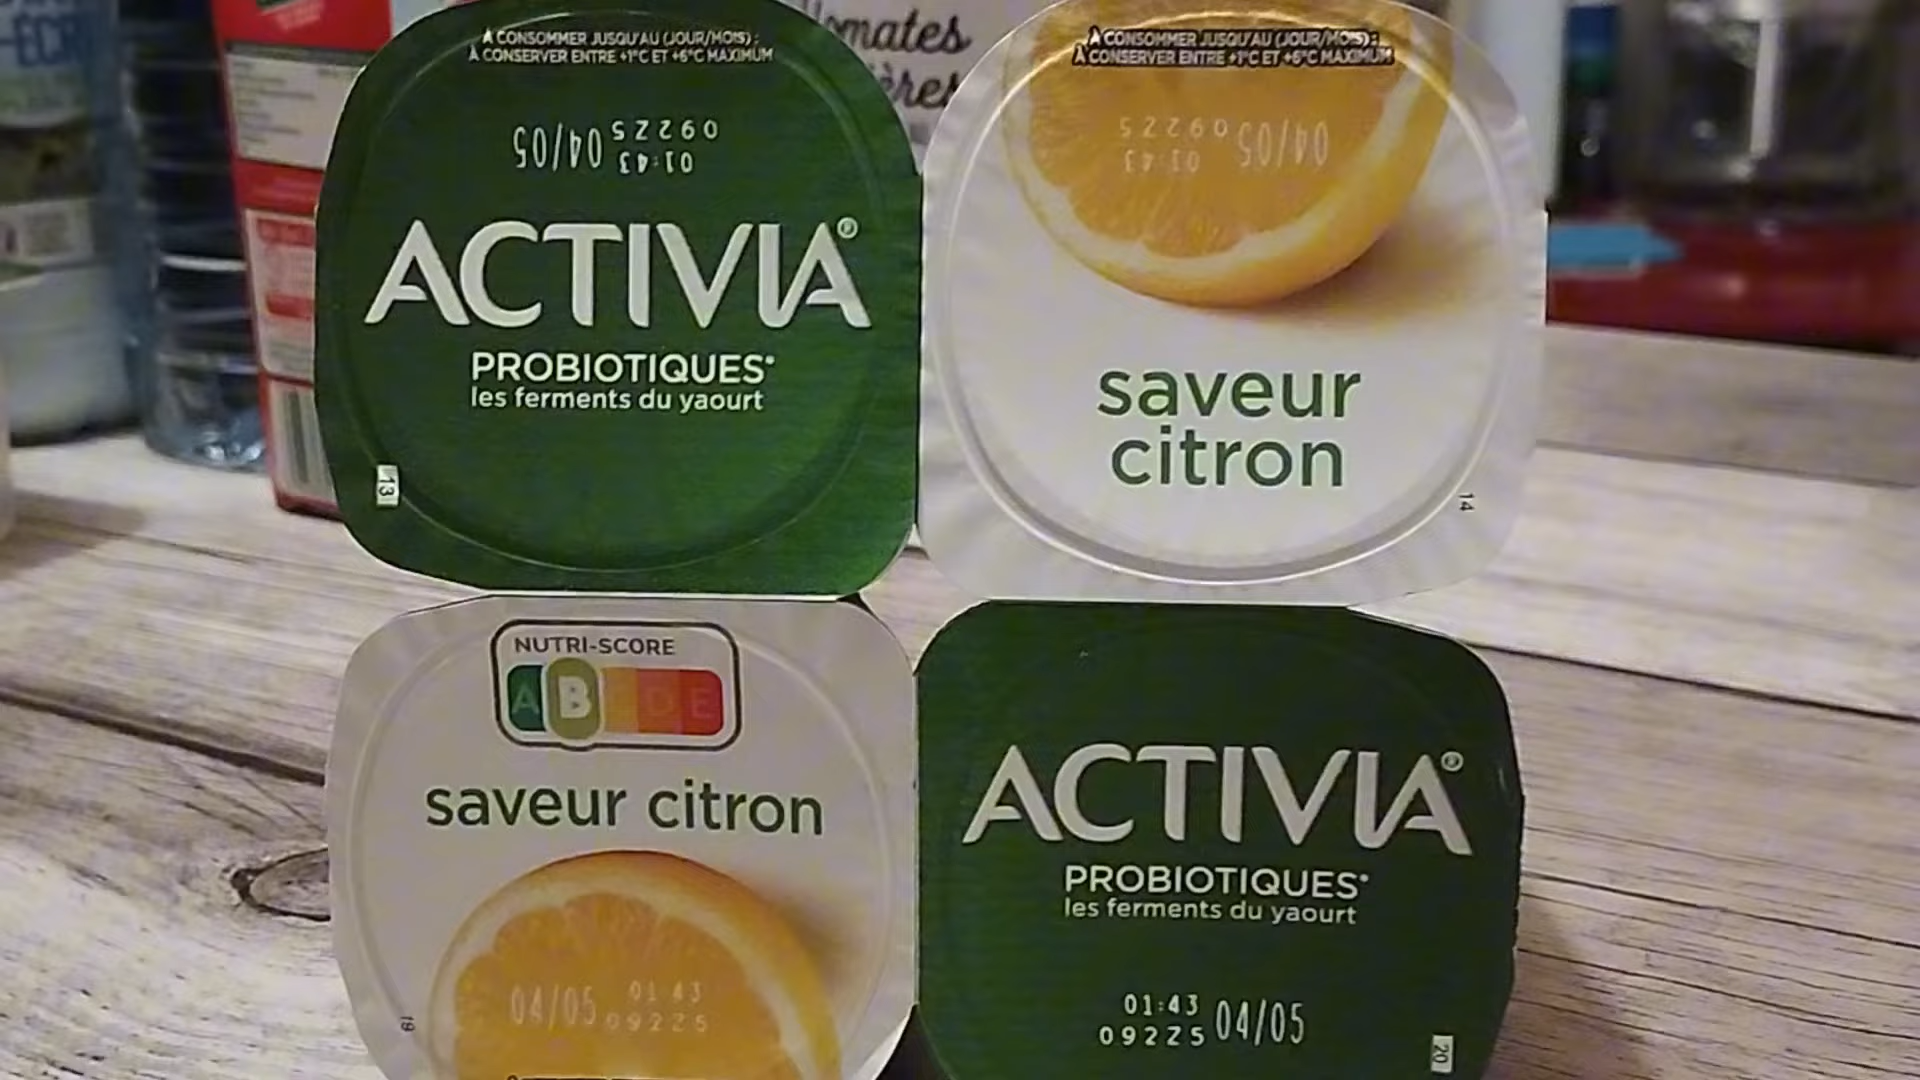 À CONSOMMER JUSQU'AU (JOUR/MOIS) :
À CONSERVER ENTRE +1°C ET +6°C MAXIMUM
04/05
01:43
09225
ACTIVIA®
PROBIOTIQUES*
les ferments du yaourt
13
À CONSOMMER JUSQU'AU (JOUR/MOIS) :
À CONSERVER ENTRE +1°C ET +6°C MAXIMUM
04/05
01:43
09225
saveur
citron
14
NUTRI-SCORE
A B C D E
saveur citron
04/05
01:43
09225
19
ACTIVIA®
PROBIOTIQUES*
les ferments du yaourt
01:43
09225
04/05
20
tomates